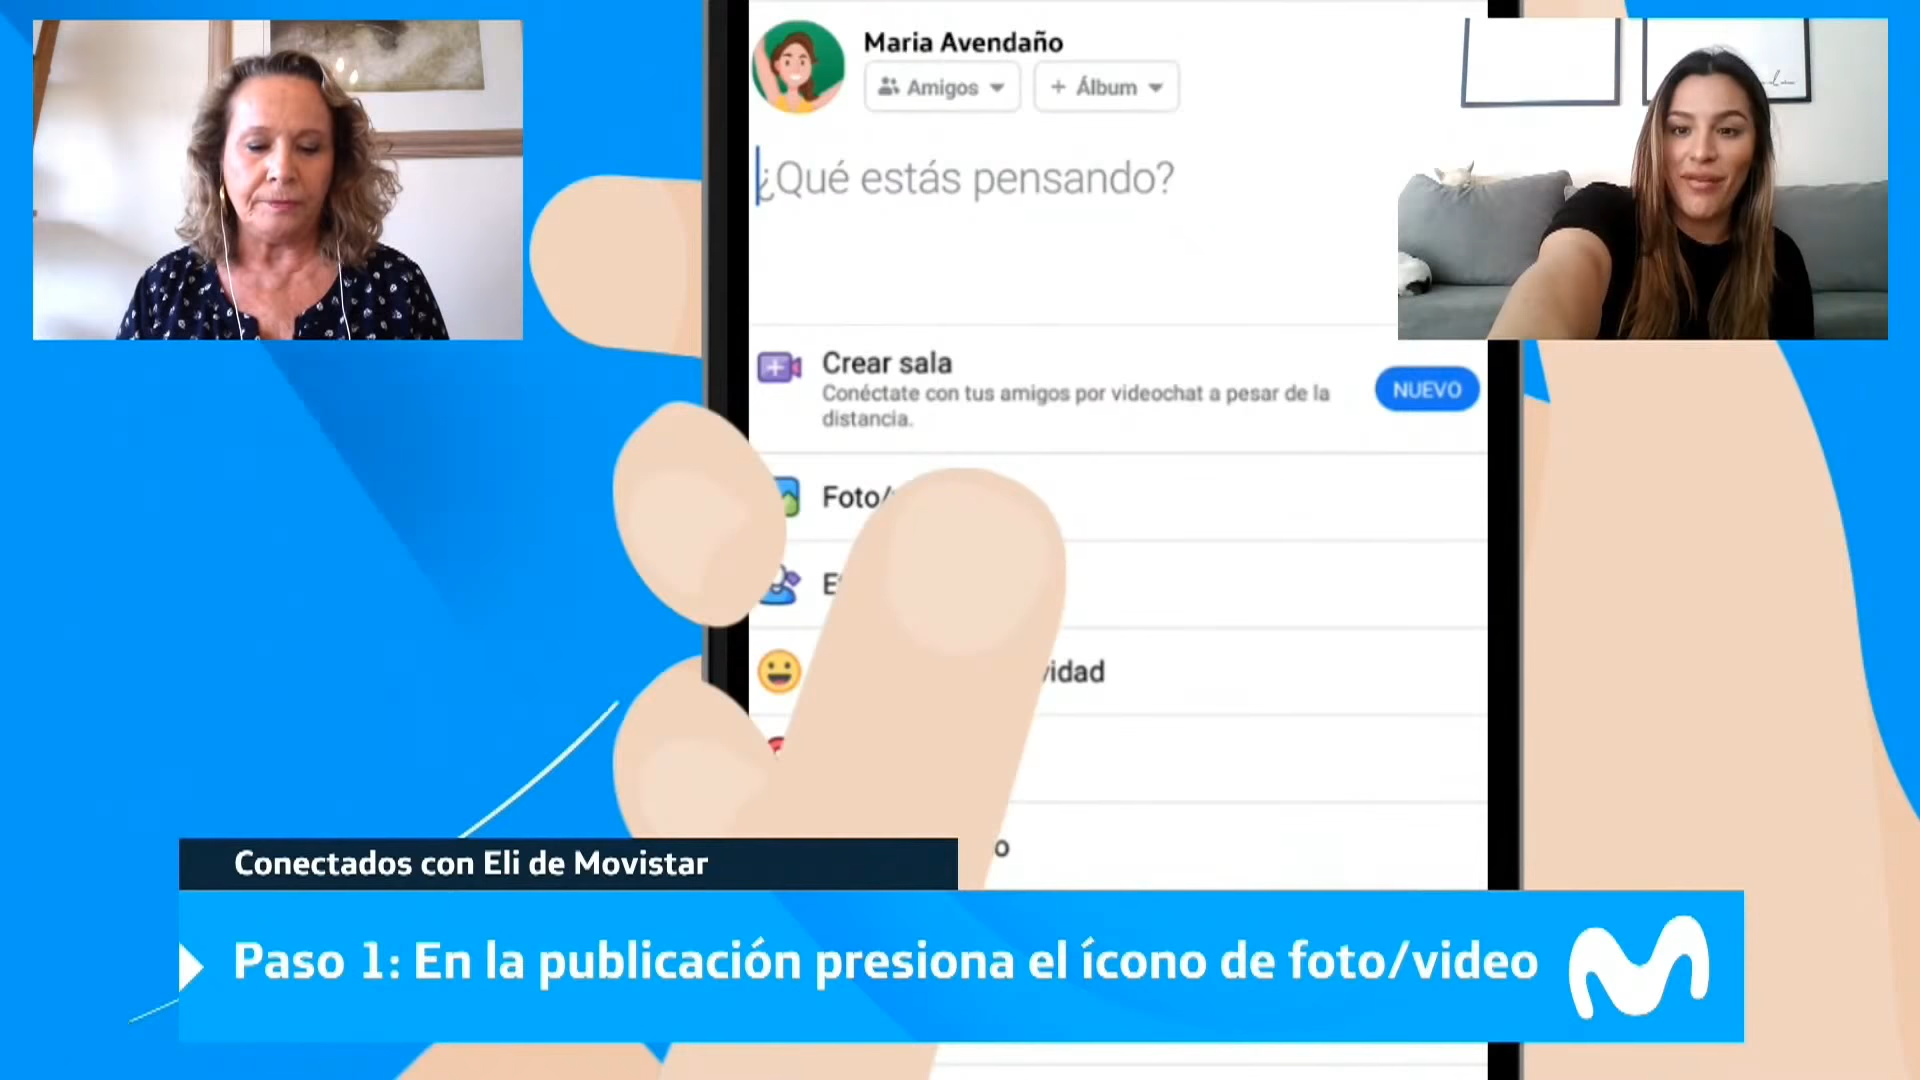 Maria Avendaño
Amigos
+ Álbum
¿Qué estás pensando?
Crear sala
Conéctate con tus amigos por videochat a pesar de la
distancia.
NUEVO
Foto/
Conectados con Eli de Movistar
Paso 1: En la publicación presiona el ícono de foto/video